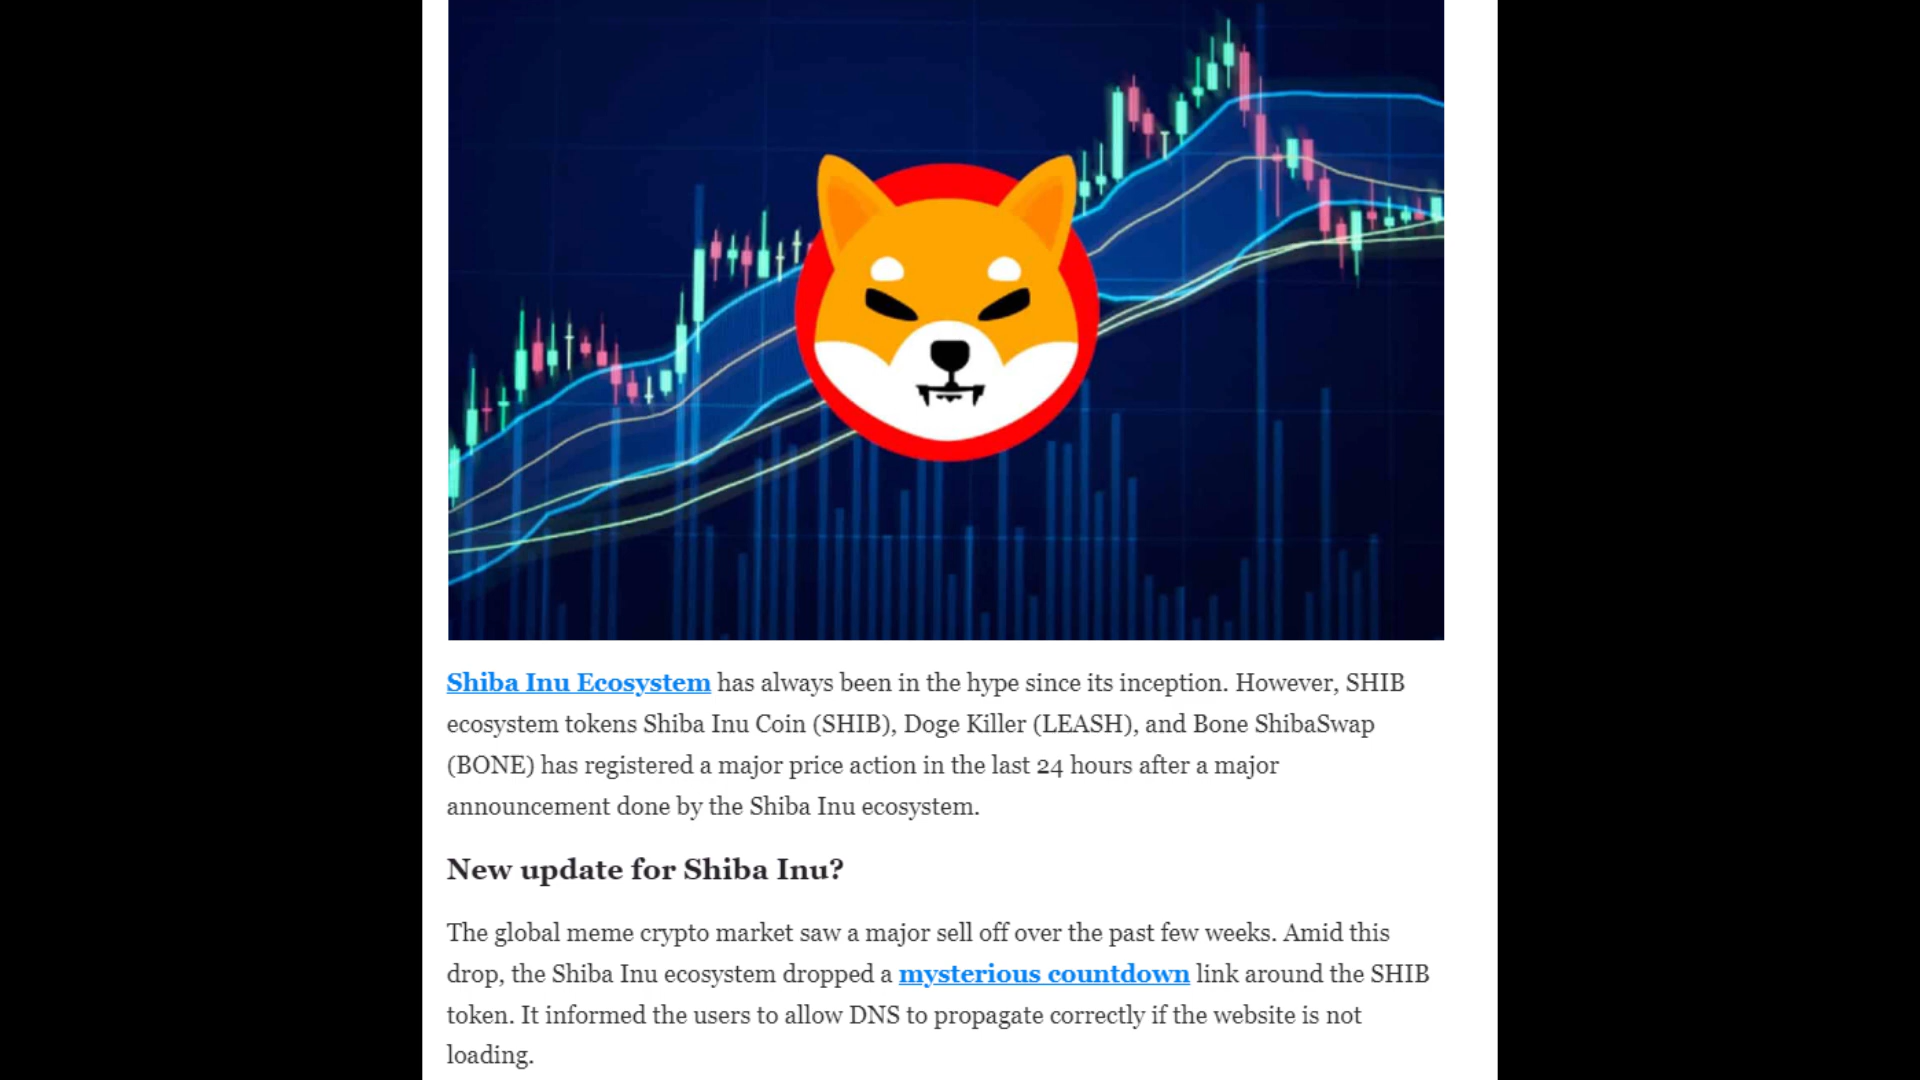 Shiba Inu Ecosystem has always been in the hype since its inception. However, SHIB
ecosystem tokens Shiba Inu Coin (SHIB), Doge Killer (LEASH), and Bone ShibaSwap
(BONE) has registered a major price action in the last 24 hours after a major
announcement done by the Shiba Inu ecosystem.
New update for Shiba Inu?
The global meme crypto market saw a major sell off over the past few weeks. Amid this
drop, the Shiba Inu ecosystem dropped a mysterious countdown link around the SHIB
token. It informed the users to allow DNS to propagate correctly if the website is not
loading.